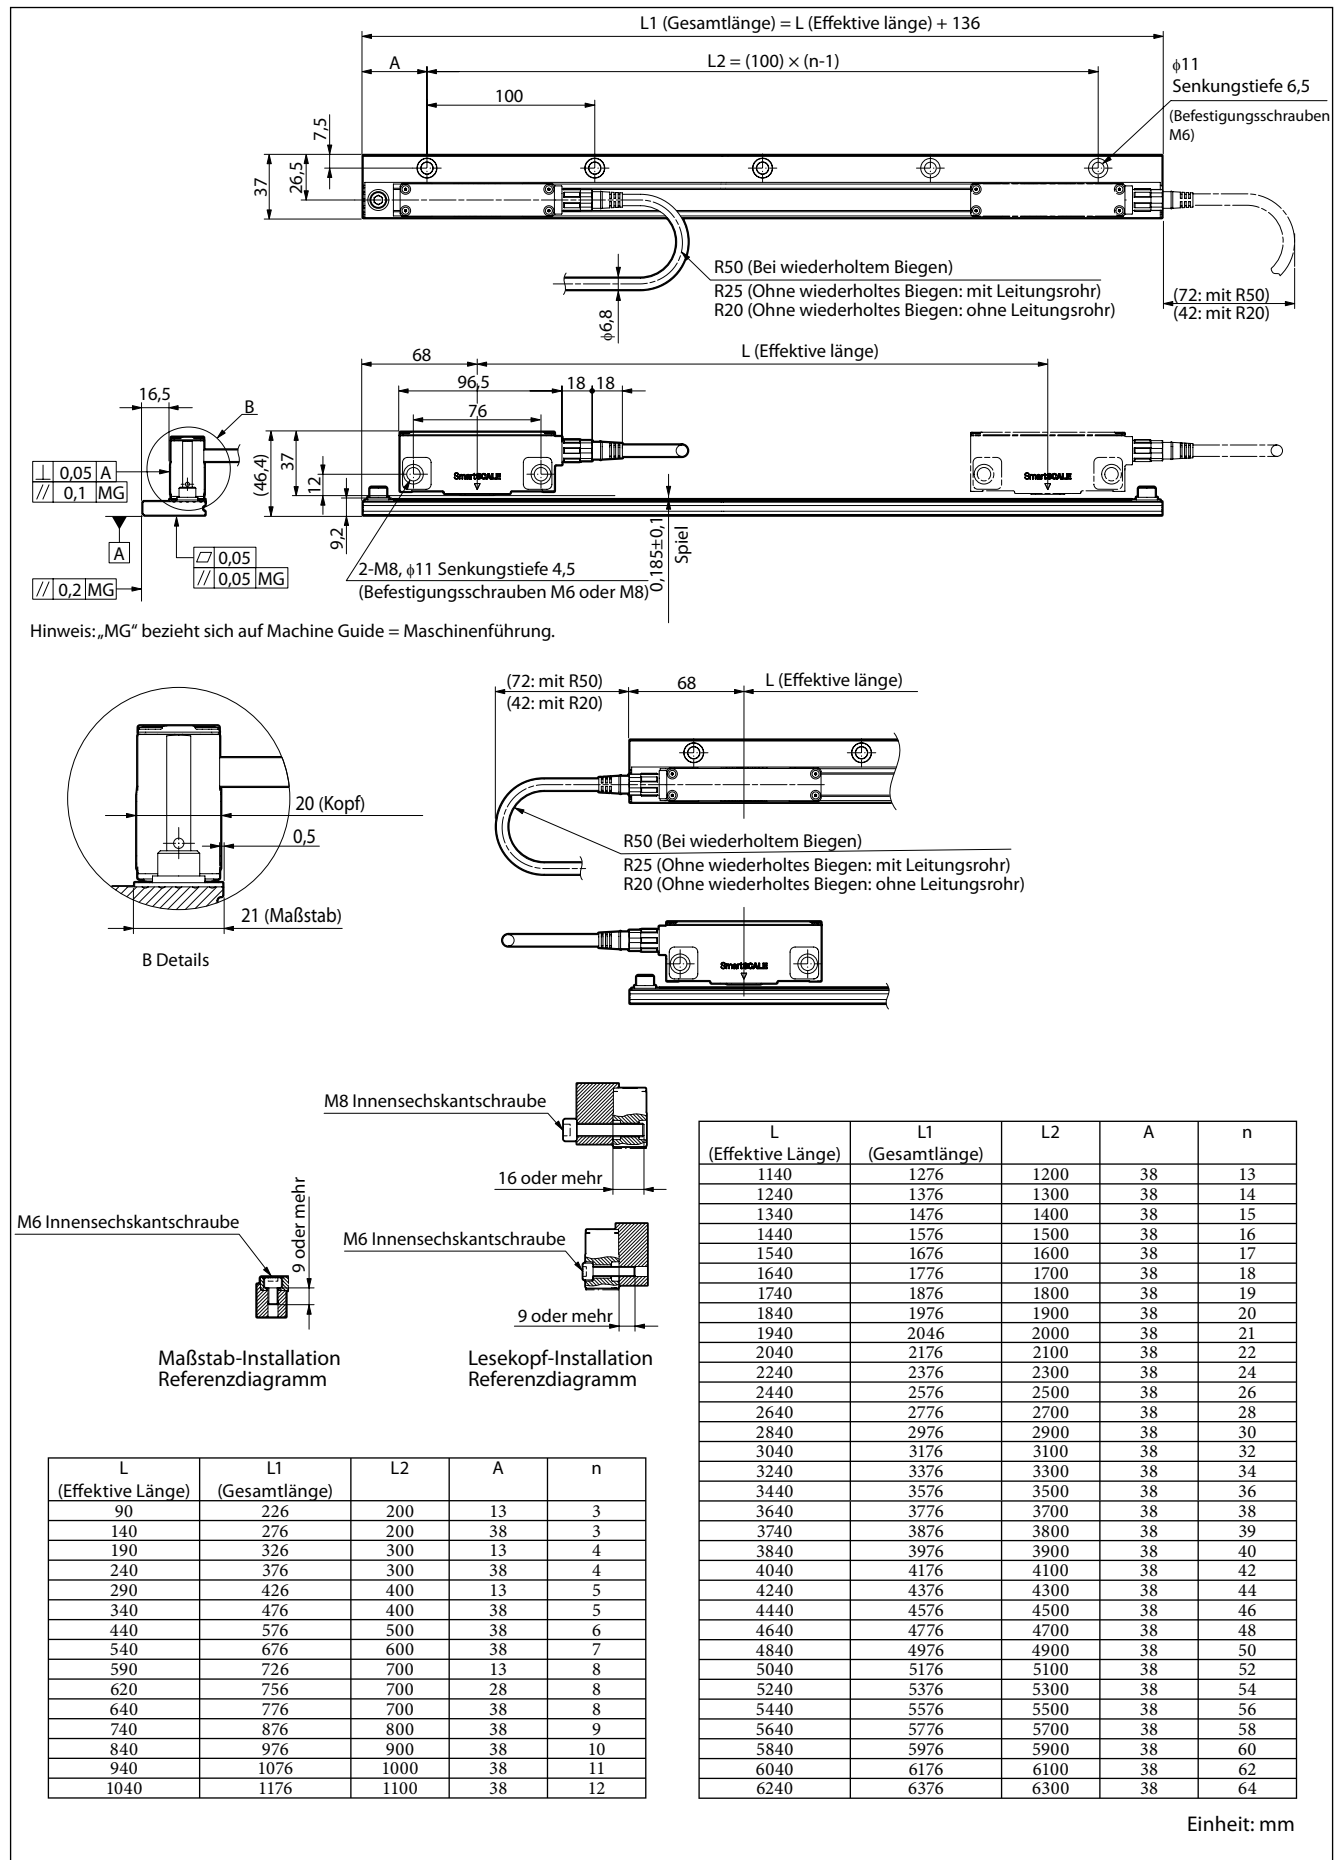 L1 (Gesamtlänge) = L (Effektive länge) + 136
A
L2 = (100) × (n-1)
ϕ11
Senkungstiefe 6,5
(Befestigungsschrauben
M6)
100
7,5
26,5
37
R50 (Bei wiederholtem Biegen)
R25 (Ohne wiederholtes Biegen: mit Leitungsrohr)
R20 (Ohne wiederholtes Biegen: ohne Leitungsrohr)
(72: mit R50)
(42: mit R20)
ϕ6,8
68
L (Effektive länge)
96,5
18
18
76
16,5
B
(46,4)
37
12
9,2
SmartSCALE
SmartSCALE
⊥ 0,05 A
// 0,1 MG
A
▱ 0,05
// 0,05 MG
// 0,2 MG
2-M8, ϕ11 Senkungstiefe 4,5
(Befestigungsschrauben M6 oder M8)
0,185±0,1
Spiel
Hinweis: „MG“ bezieht sich auf Machine Guide = Maschinenführung.
(72: mit R50)
(42: mit R20)
68
L (Effektive länge)
20 (Kopf)
0,5
21 (Maßstab)
B Details
R50 (Bei wiederholtem Biegen)
R25 (Ohne wiederholtes Biegen: mit Leitungsrohr)
R20 (Ohne wiederholtes Biegen: ohne Leitungsrohr)
SmartSCALE
M8 Innensechskantschraube
16 oder mehr
M6 Innensechskantschraube
9 oder mehr
M6 Innensechskantschraube
9 oder mehr
Maßstab-Installation
Referenzdiagramm
Lesekopf-Installation
Referenzdiagramm
L L1 L2 A n
(Effektive Länge) (Gesamtlänge)
90 226 200 13 3
140 276 200 38 3
190 326 300 13 4
240 376 300 38 4
290 426 400 13 5
340 476 400 38 5
440 576 500 38 6
540 676 600 38 7
590 726 700 13 8
620 756 700 28 8
640 776 700 38 8
740 876 800 38 9
840 976 900 38 10
940 1076 1000 38 11
1040 1176 1100 38 12
L L1 L2 A n
(Effektive Länge) (Gesamtlänge)
1140 1276 1200 38 13
1240 1376 1300 38 14
1340 1476 1400 38 15
1440 1576 1500 38 16
1540 1676 1600 38 17
1640 1776 1700 38 18
1740 1876 1800 38 19
1840 1976 1900 38 20
1940 2046 2000 38 21
2040 2176 2100 38 22
2240 2376 2300 38 24
2440 2576 2500 38 26
2640 2776 2700 38 28
2840 2976 2900 38 30
3040 3176 3100 38 32
3240 3376 3300 38 34
3440 3576 3500 38 36
3640 3776 3700 38 38
3740 3876 3800 38 39
3840 3976 3900 38 40
4040 4176 4100 38 42
4240 4376 4300 38 44
4440 4576 4500 38 46
4640 4776 4700 38 48
4840 4976 4900 38 50
5040 5176 5100 38 52
5240 5376 5300 38 54
5440 5576 5500 38 56
5640 5776 5700 38 58
5840 5976 5900 38 60
6040 6176 6100 38 62
6240 6376 6300 38 64
Einheit: mm